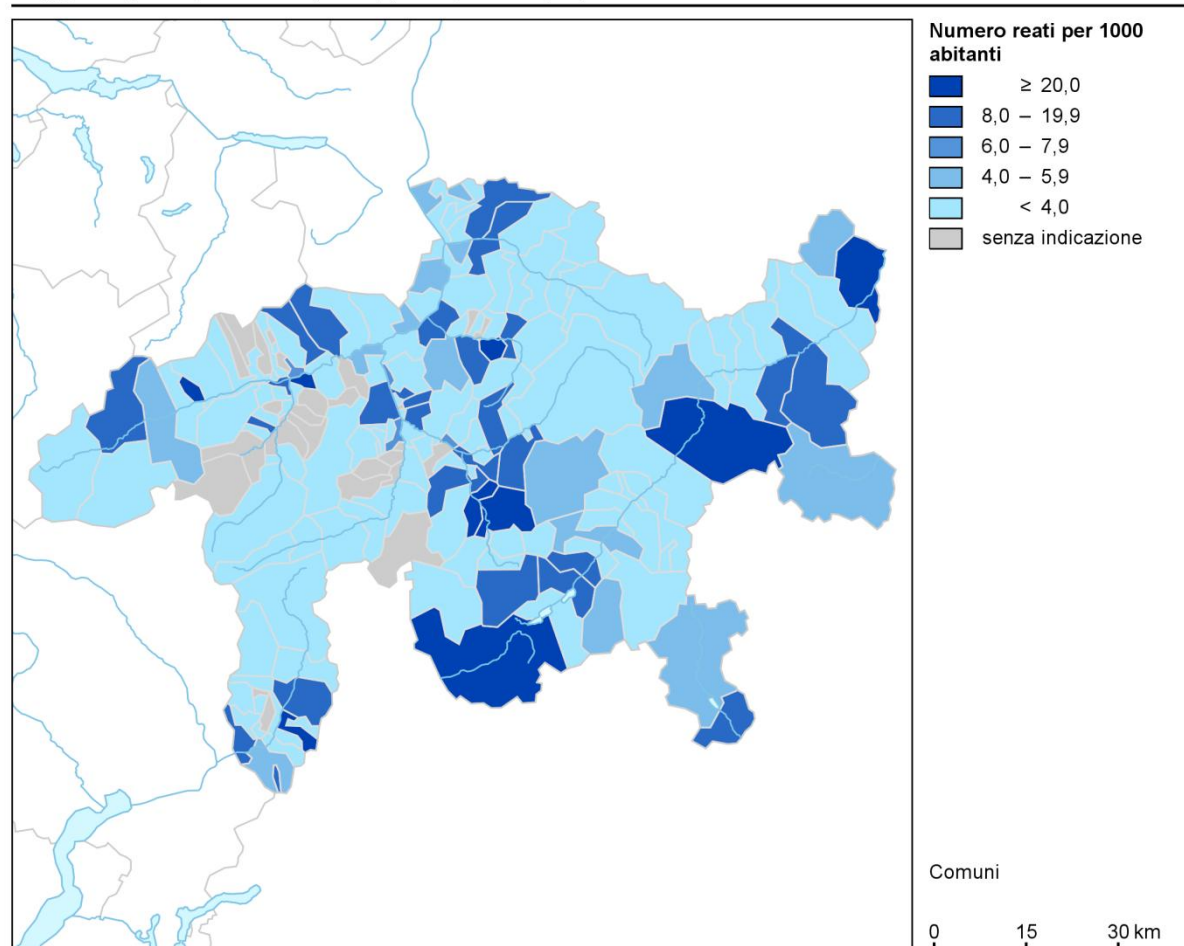 Numero reati per 1000
abitanti
≥ 20,0
8,0 – 19,9
6,0 – 7,9
4,0 – 5,9
< 4,0
senza indicazione
Comuni
0 15 30 km